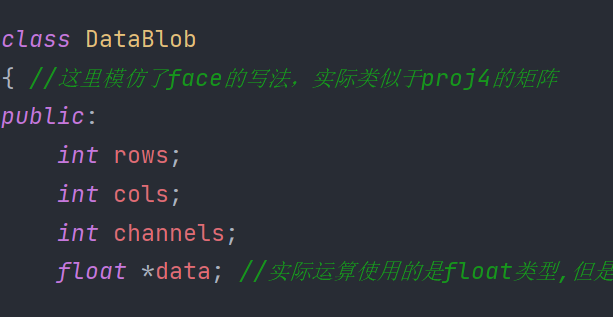 class DataBlob
{ //这里模仿了face的写法，实际类似于proj4的矩阵
public:
int rows;
int cols;
int channels;
float *data; //实际运算使用的是float类型,但是